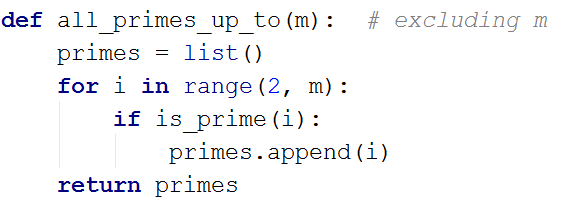 def all_primes_up_to(m):  # excluding m
    primes = list()
    for i in range(2, m):
        if is_prime(i):
            primes.append(i)
    return primes